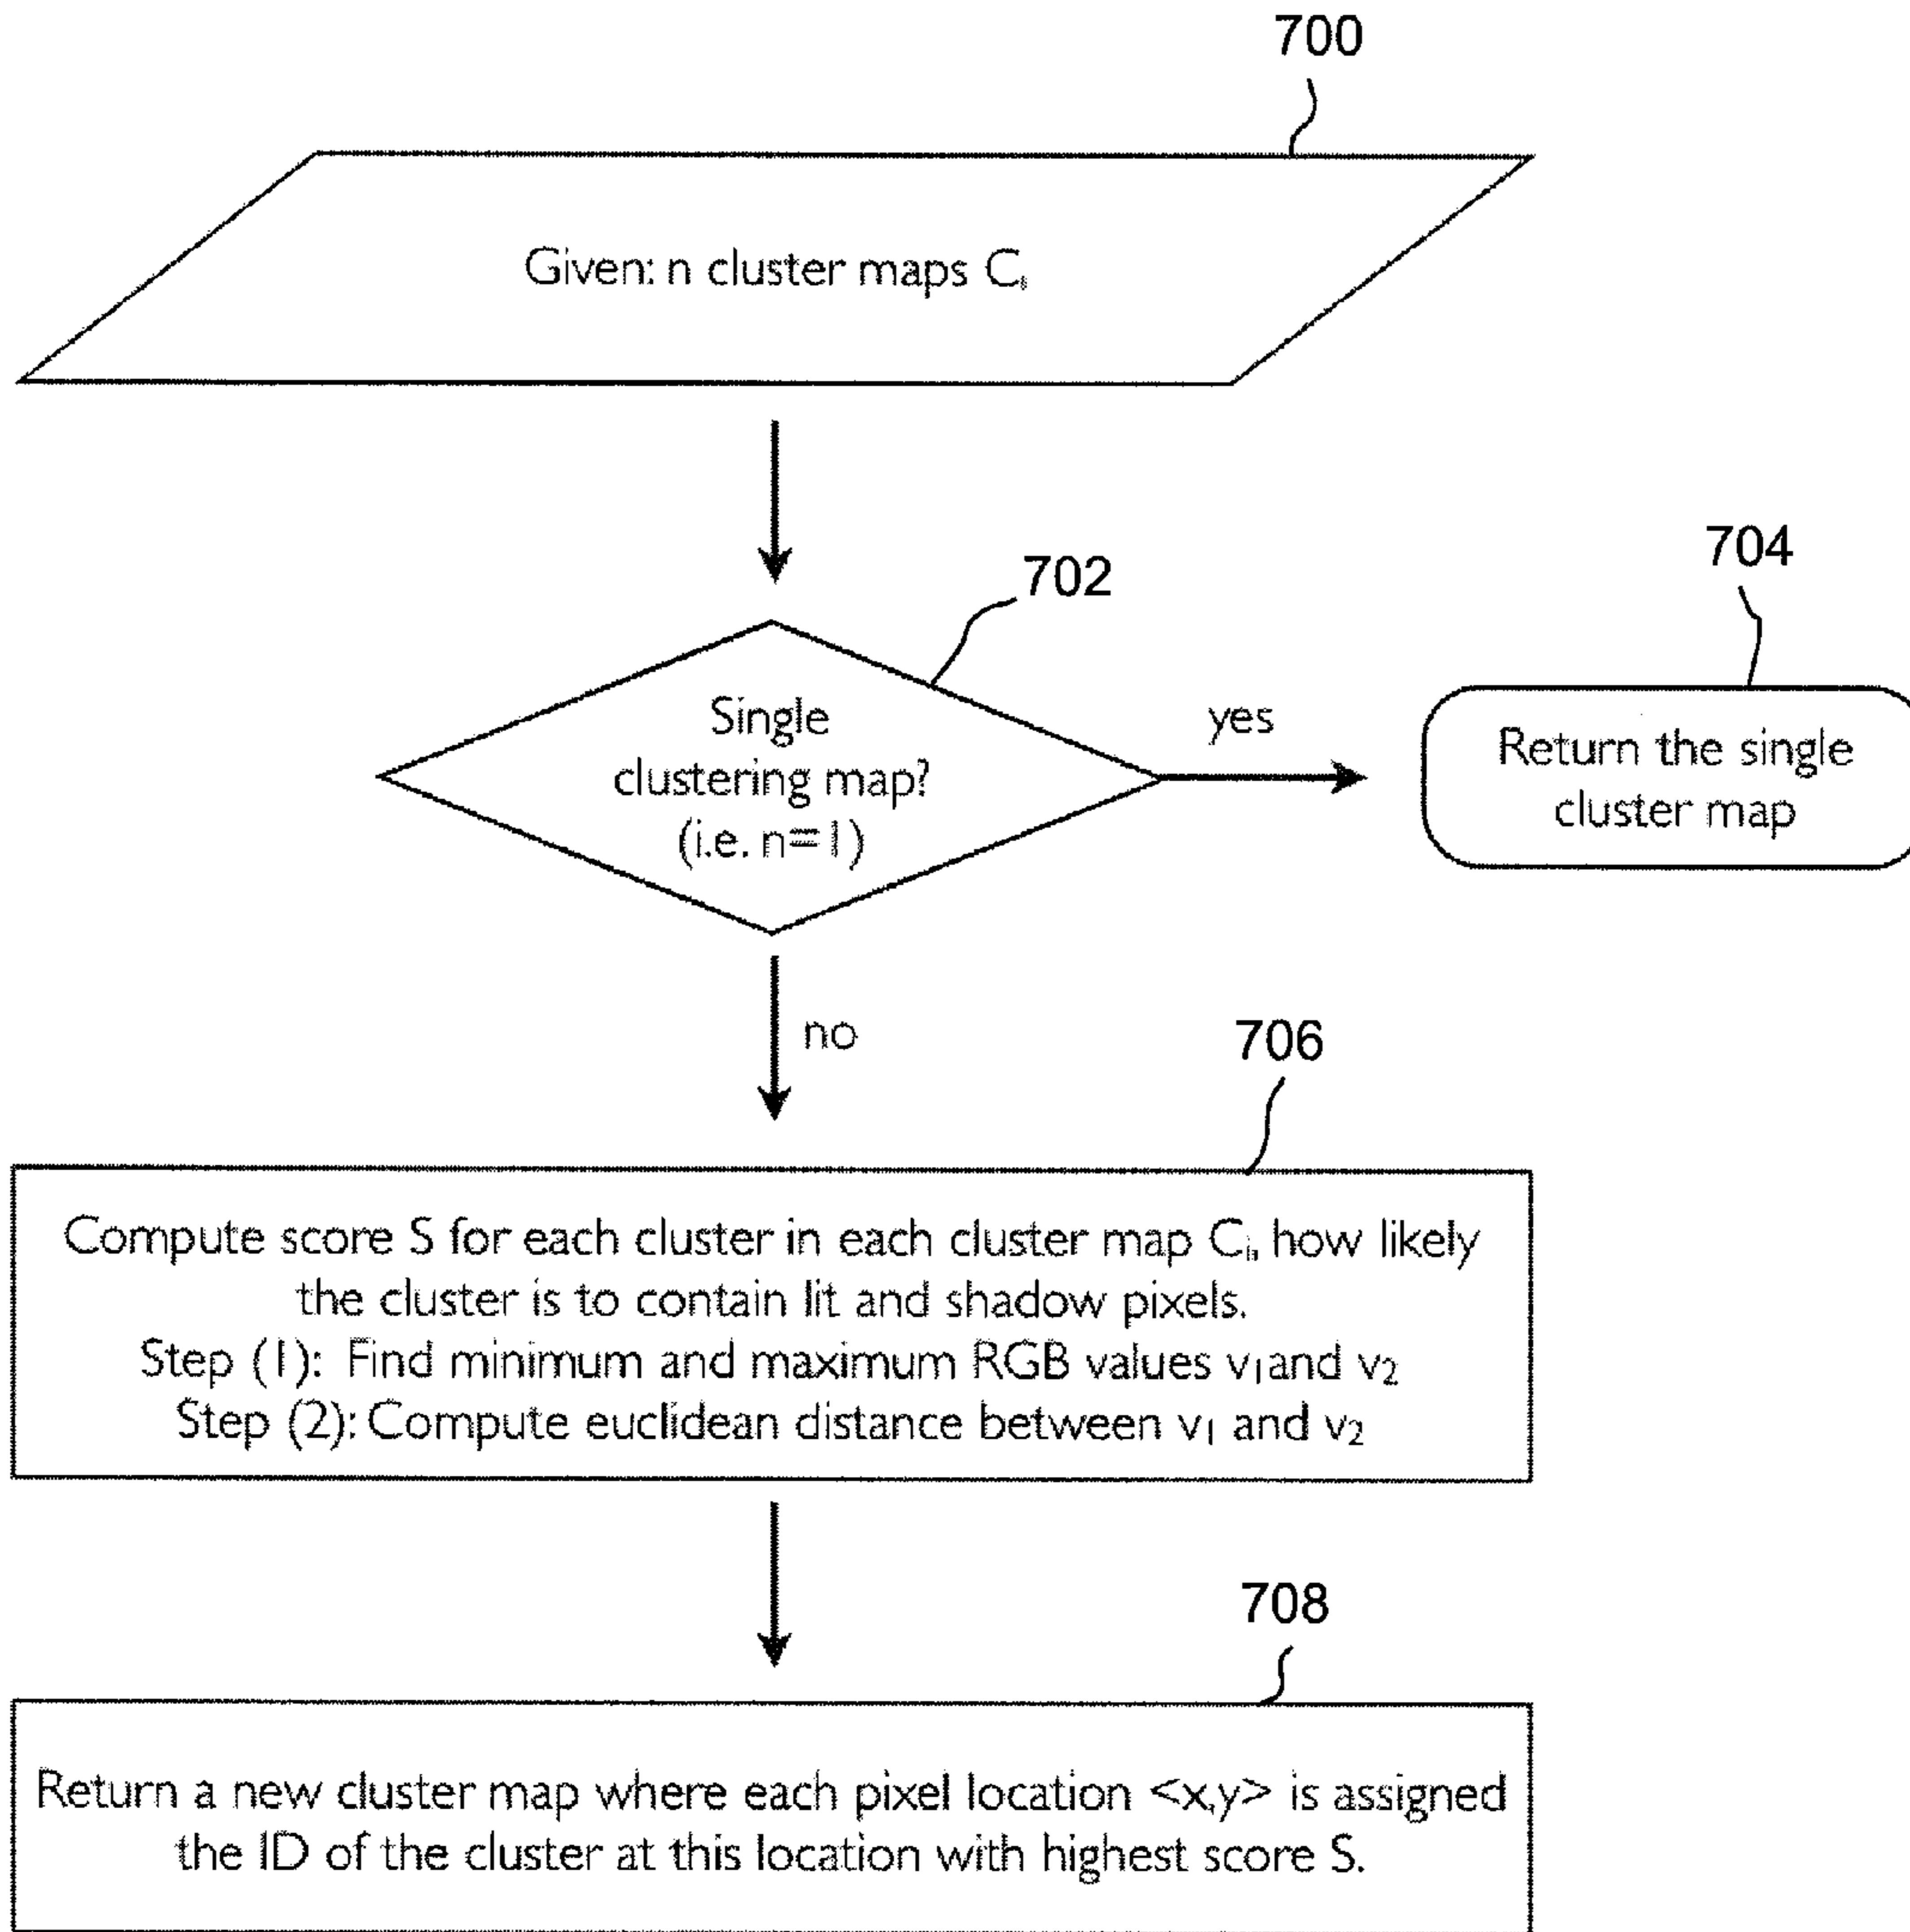 700
Given: n cluster maps Cᵢ
702
704
Single
clustering map?
(i.e. n=1)
yes
Return the single
cluster map
no
706
Compute score S for each cluster in each cluster map Cᵢ, how likely
the cluster is to contain lit and shadow pixels.
Step (1): Find minimum and maximum RGB values v₁and v₂
Step (2): Compute euclidean distance between v₁ and v₂
708
Return a new cluster map where each pixel location <x,y> is assigned
the ID of the cluster at this location with highest score S.